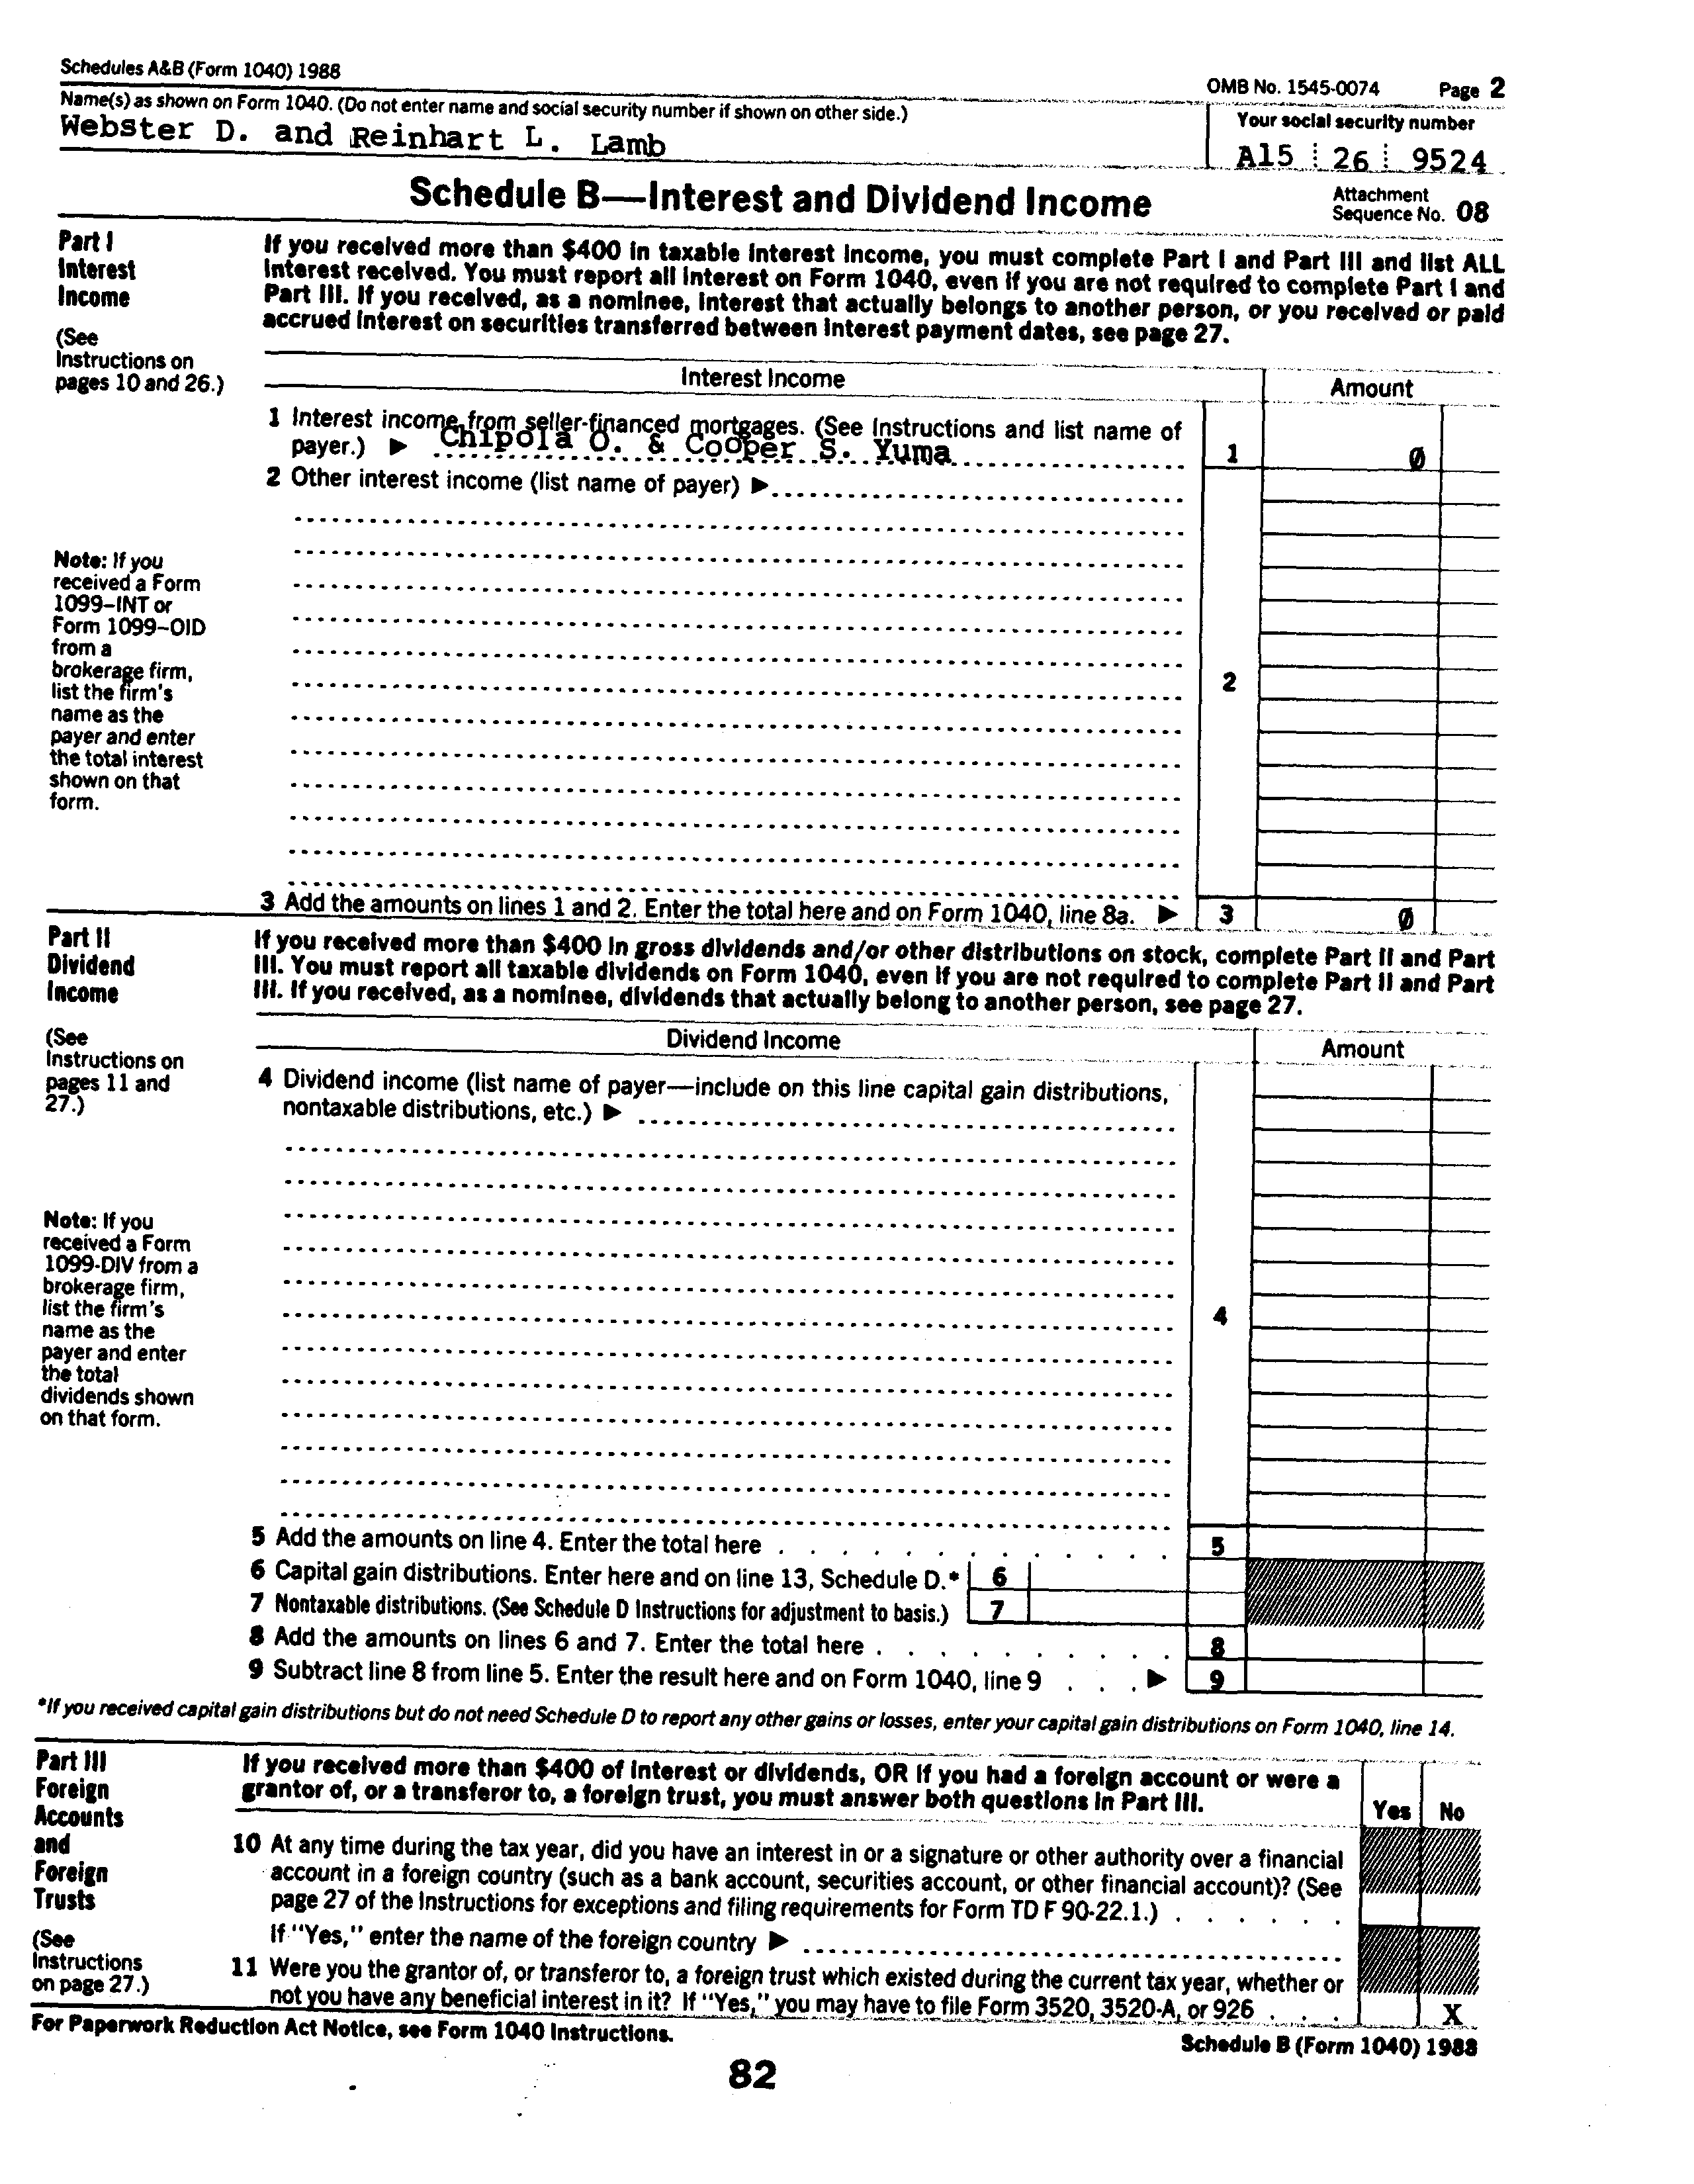 Schedules A&B (Form 1040) 1988
OMB No. 1545-0074 Page 2
Name(s) as shown on Form 1040. (Do not enter name and social security number if shown on other side.)
Your social security number
Webster D. and Reinhart L. Lamb
A15 26 9524
Schedule B—Interest and Dividend Income
Attachment
Sequence No. 08
Part I
Interest
Income
(See
Instructions on
pages 10 and 26.)
If you received more than $400 in taxable interest income, you must complete Part I and Part III and list ALL
interest received. You must report all interest on Form 1040, even if you are not required to complete Part I and
Part III. If you received, as a nominee, interest that actually belongs to another person, or you received or paid
accrued interest on securities transferred between interest payment dates, see page 27.
Interest Income
Amount
1 Interest income from seller-financed mortgages. (See Instructions and list name of
payer.) ▶ Chipola O. & Cooper S. Yuma 1 Ø
2 Other interest income (list name of payer) ▶
Note: If you
received a Form
1099–INT or
Form 1099–OID
from a
brokerage firm,
list the firm's
name as the
payer and enter
the total interest
shown on that
form.
2
3 Add the amounts on lines 1 and 2. Enter the total here and on Form 1040, line 8a. ▶ 3 Ø
Part II
Dividend
Income
(See
Instructions on
pages 11 and
27.)
If you received more than $400 in gross dividends and/or other distributions on stock, complete Part II and Part
III. You must report all taxable dividends on Form 1040, even if you are not required to complete Part II and Part
III. If you received, as a nominee, dividends that actually belong to another person, see page 27.
Dividend Income
Amount
4 Dividend income (list name of payer—include on this line capital gain distributions,
nontaxable distributions, etc.) ▶
Note: If you
received a Form
1099-DIV from a
brokerage firm,
list the firm's
name as the
payer and enter
the total
dividends shown
on that form.
4
5 Add the amounts on line 4. Enter the total here 5
6 Capital gain distributions. Enter here and on line 13, Schedule D.* 6
7 Nontaxable distributions. (See Schedule D Instructions for adjustment to basis.) 7
8 Add the amounts on lines 6 and 7. Enter the total here 8
9 Subtract line 8 from line 5. Enter the result here and on Form 1040, line 9 ▶ 9
*If you received capital gain distributions but do not need Schedule D to report any other gains or losses, enter your capital gain distributions on Form 1040, line 14.
Part III
Foreign
Accounts
and
Foreign
Trusts
(See
Instructions
on page 27.)
If you received more than $400 of interest or dividends, OR if you had a foreign account or were a
grantor of, or a transferor to, a foreign trust, you must answer both questions in Part III.
Yes No
10 At any time during the tax year, did you have an interest in or a signature or other authority over a financial
account in a foreign country (such as a bank account, securities account, or other financial account)? (See
page 27 of the Instructions for exceptions and filing requirements for Form TD F 90-22.1.)
If "Yes," enter the name of the foreign country ▶
11 Were you the grantor of, or transferor to, a foreign trust which existed during the current tax year, whether or
not you have any beneficial interest in it? If "Yes," you may have to file Form 3520, 3520-A, or 926 X
For Paperwork Reduction Act Notice, see Form 1040 Instructions.
Schedule B (Form 1040) 1988
82